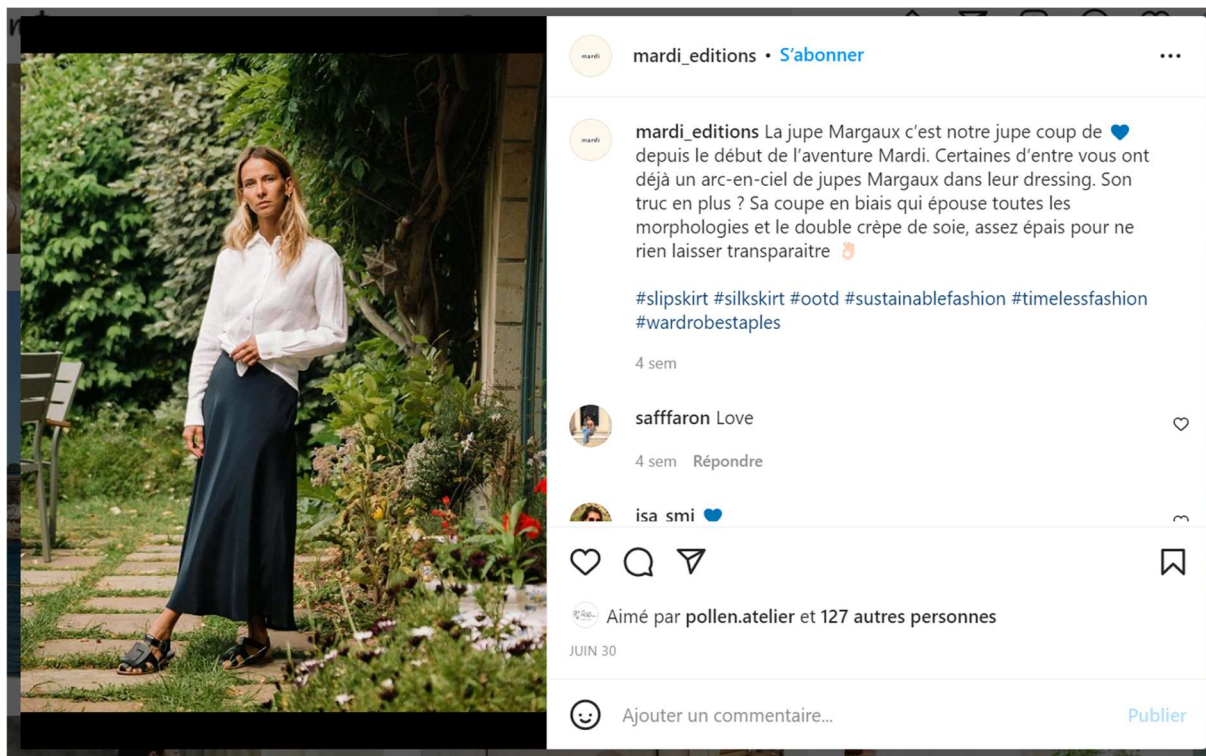 mardi
mardi_editions • S'abonner
mardi
mardi_editions La jupe Margaux c'est notre jupe coup de 💙
depuis le début de l'aventure Mardi. Certaines d'entre vous ont
déjà un arc-en-ciel de jupes Margaux dans leur dressing. Son
truc en plus ? Sa coupe en biais qui épouse toutes les
morphologies et le double crèpe de soie, assez épais pour ne
rien laisser transparaitre 👌🏻
#slipskirt #silkskirt #ootd #sustainablefashion #timelessfashion
#wardrobestaples
4 sem
safffaron Love
4 sem Répondre
isa_smi 💙
Aimé par pollen.atelier et 127 autres personnes
JUIN 30
Ajouter un commentaire... Publier